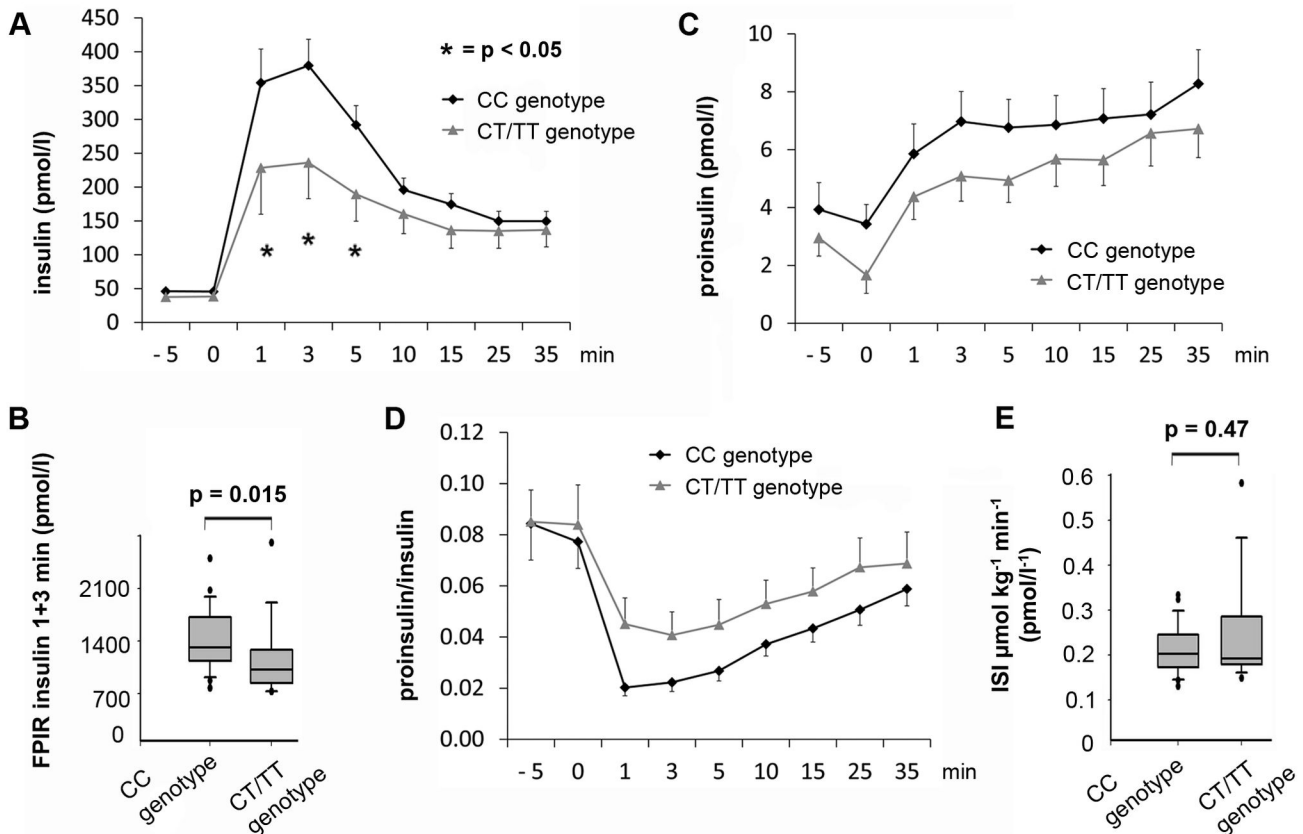 A
insulin (pmol/l)
450
400
350
300
250
200
150
100
50
0
* = p < 0.05
CC genotype
CT/TT genotype
*
*
*
- 5 0 1 3 5 10 15 25 35 min
C
proinsulin (pmol/l)
10
8
6
4
2
0
CC genotype
CT/TT genotype
- 5 0 1 3 5 10 15 25 35 min
B
FPIR insulin 1+3 min (pmol/l)
p = 0.015
2100
1400
700
0
CC
genotype
CT/TT
genotype
D
proinsulin/insulin
0.12
0.10
0.08
0.06
0.04
0.02
0.00
CC genotype
CT/TT genotype
- 5 0 1 3 5 10 15 25 35 min
E
p = 0.47
ISI µmol kg⁻¹ min⁻¹
(pmol/l⁻¹)
0.6
0.5
0.4
0.3
0.2
0.1
0
CC
genotype
CT/TT
genotype